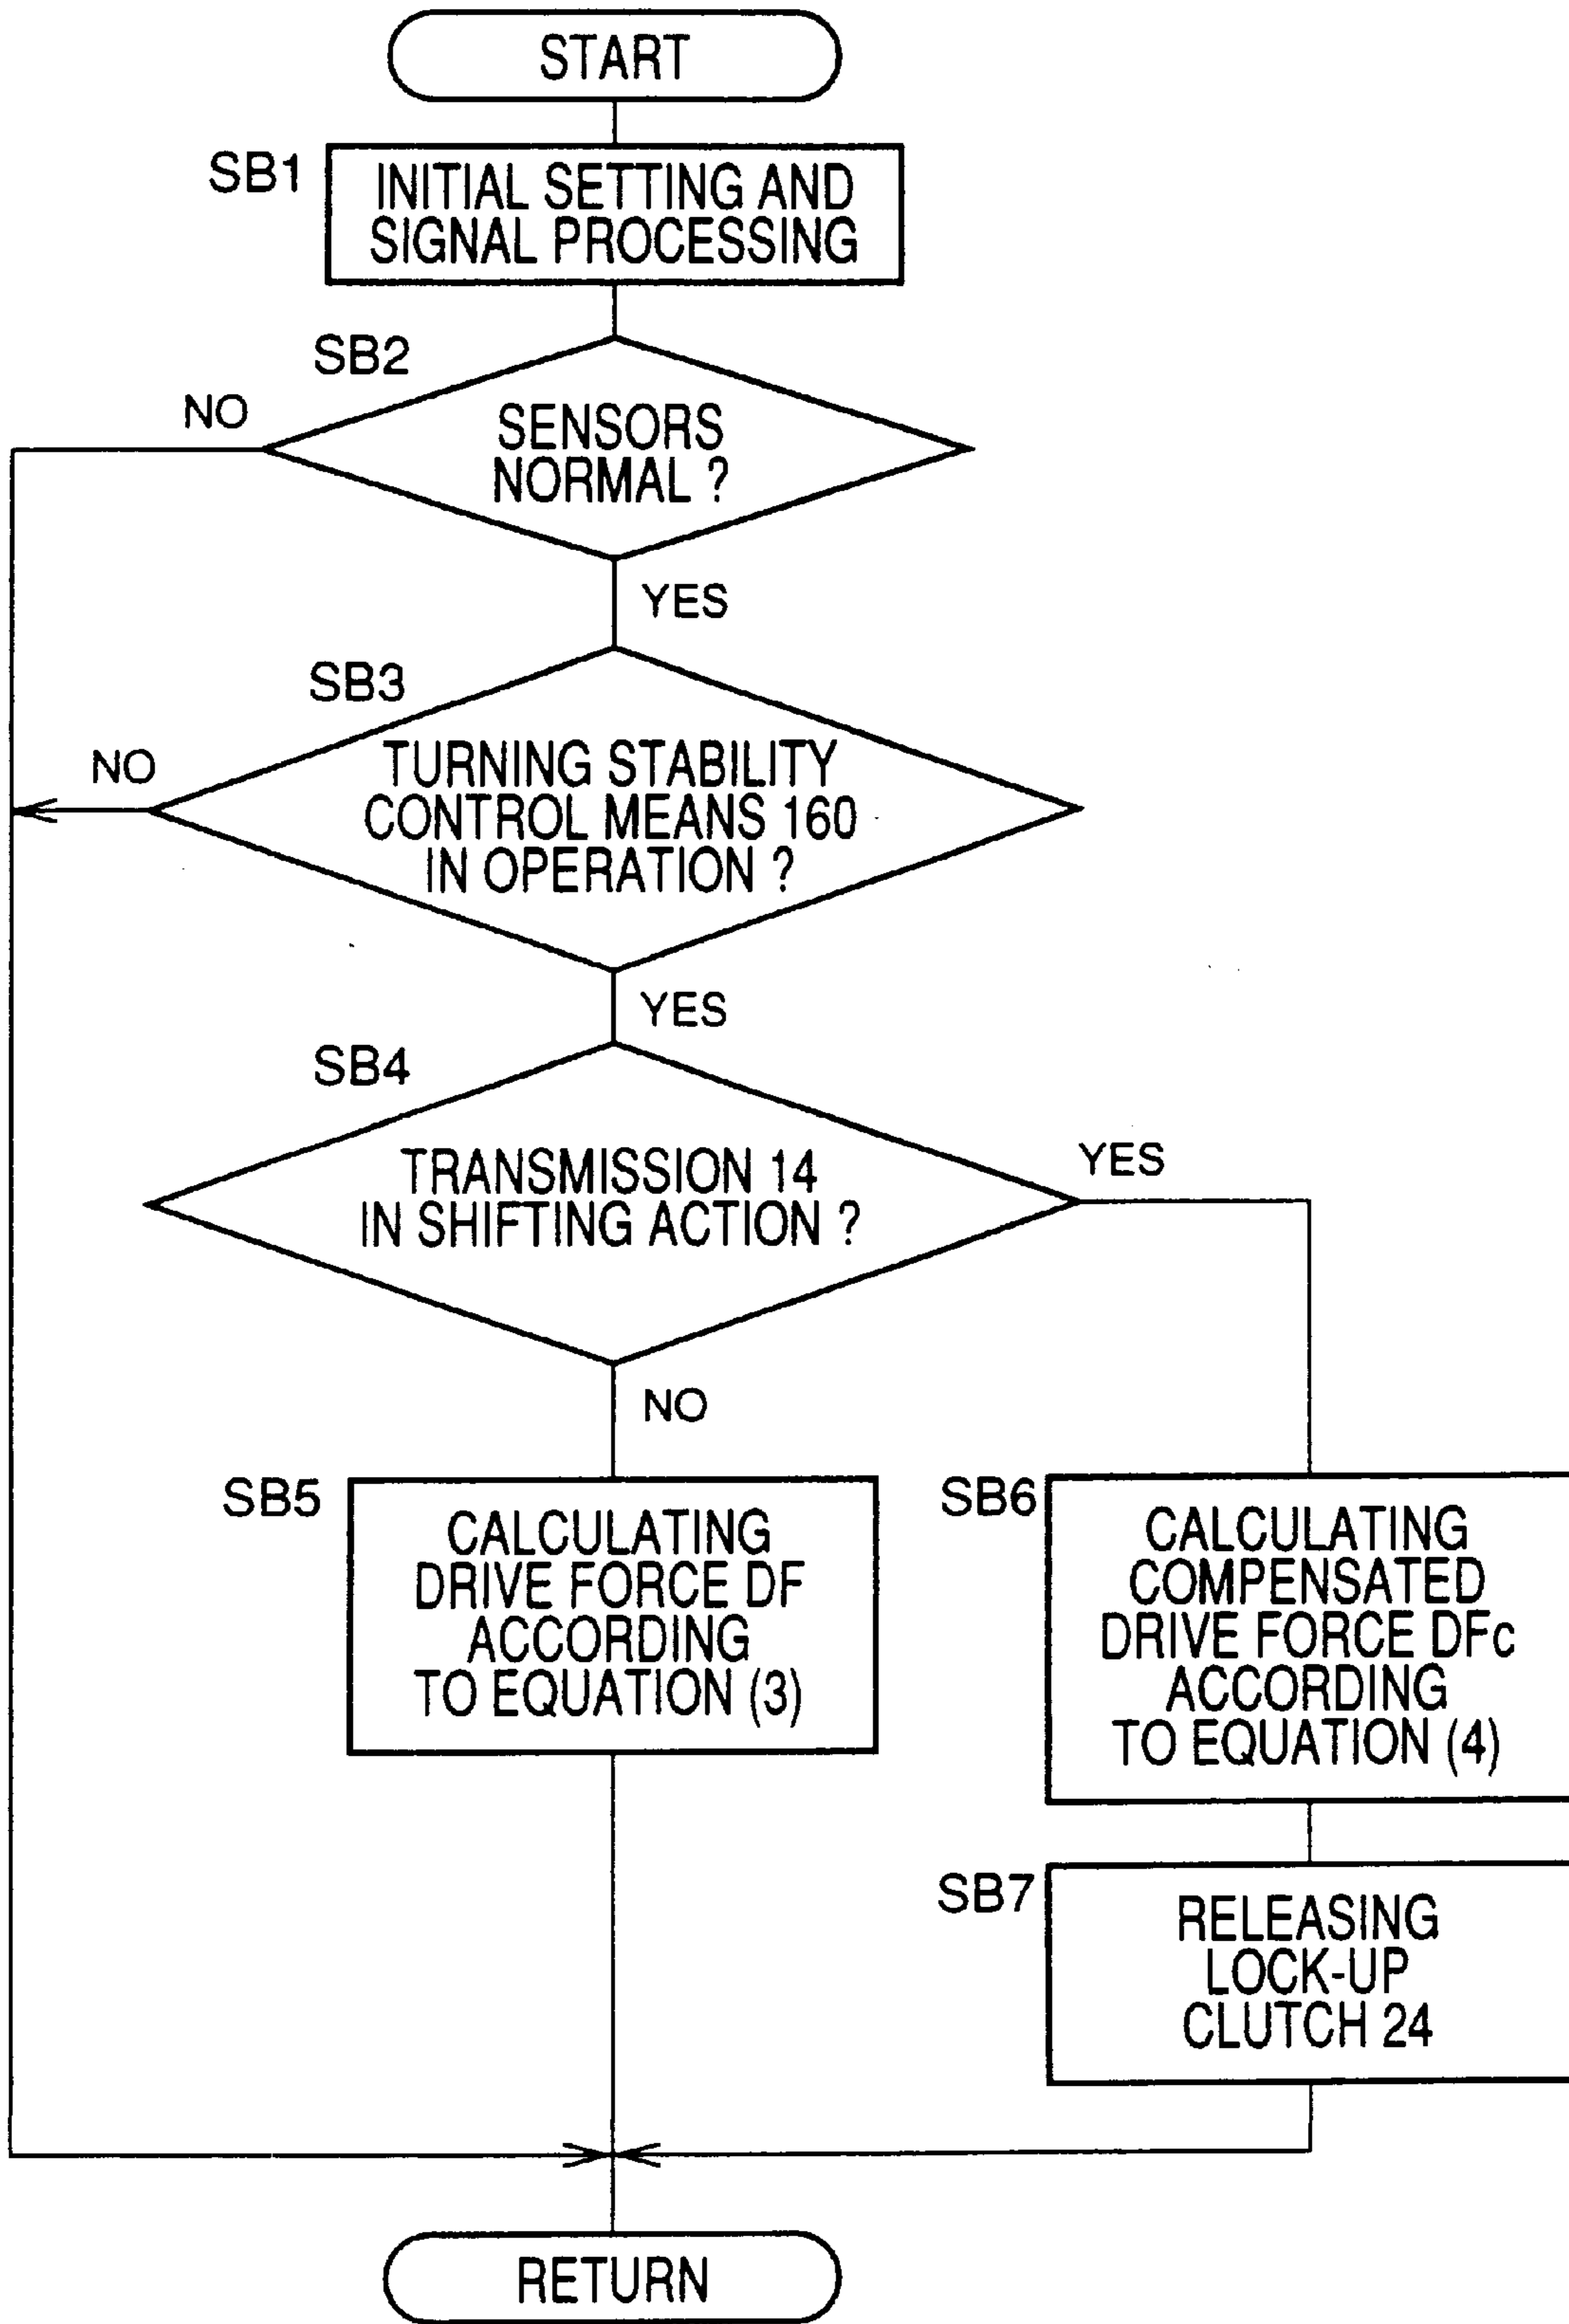 START
SB1
INITIAL SETTING AND
SIGNAL PROCESSING
SB2
NO
SENSORS
NORMAL ?
YES
SB3
NO
TURNING STABILITY
CONTROL MEANS 160
IN OPERATION ?
YES
SB4
TRANSMISSION 14
IN SHIFTING ACTION ?
YES
NO
SB5
CALCULATING
DRIVE FORCE DF
ACCORDING
TO EQUATION (3)
SB6
CALCULATING
COMPENSATED
DRIVE FORCE DFc
ACCORDING
TO EQUATION (4)
SB7
RELEASING
LOCK-UP
CLUTCH 24
RETURN